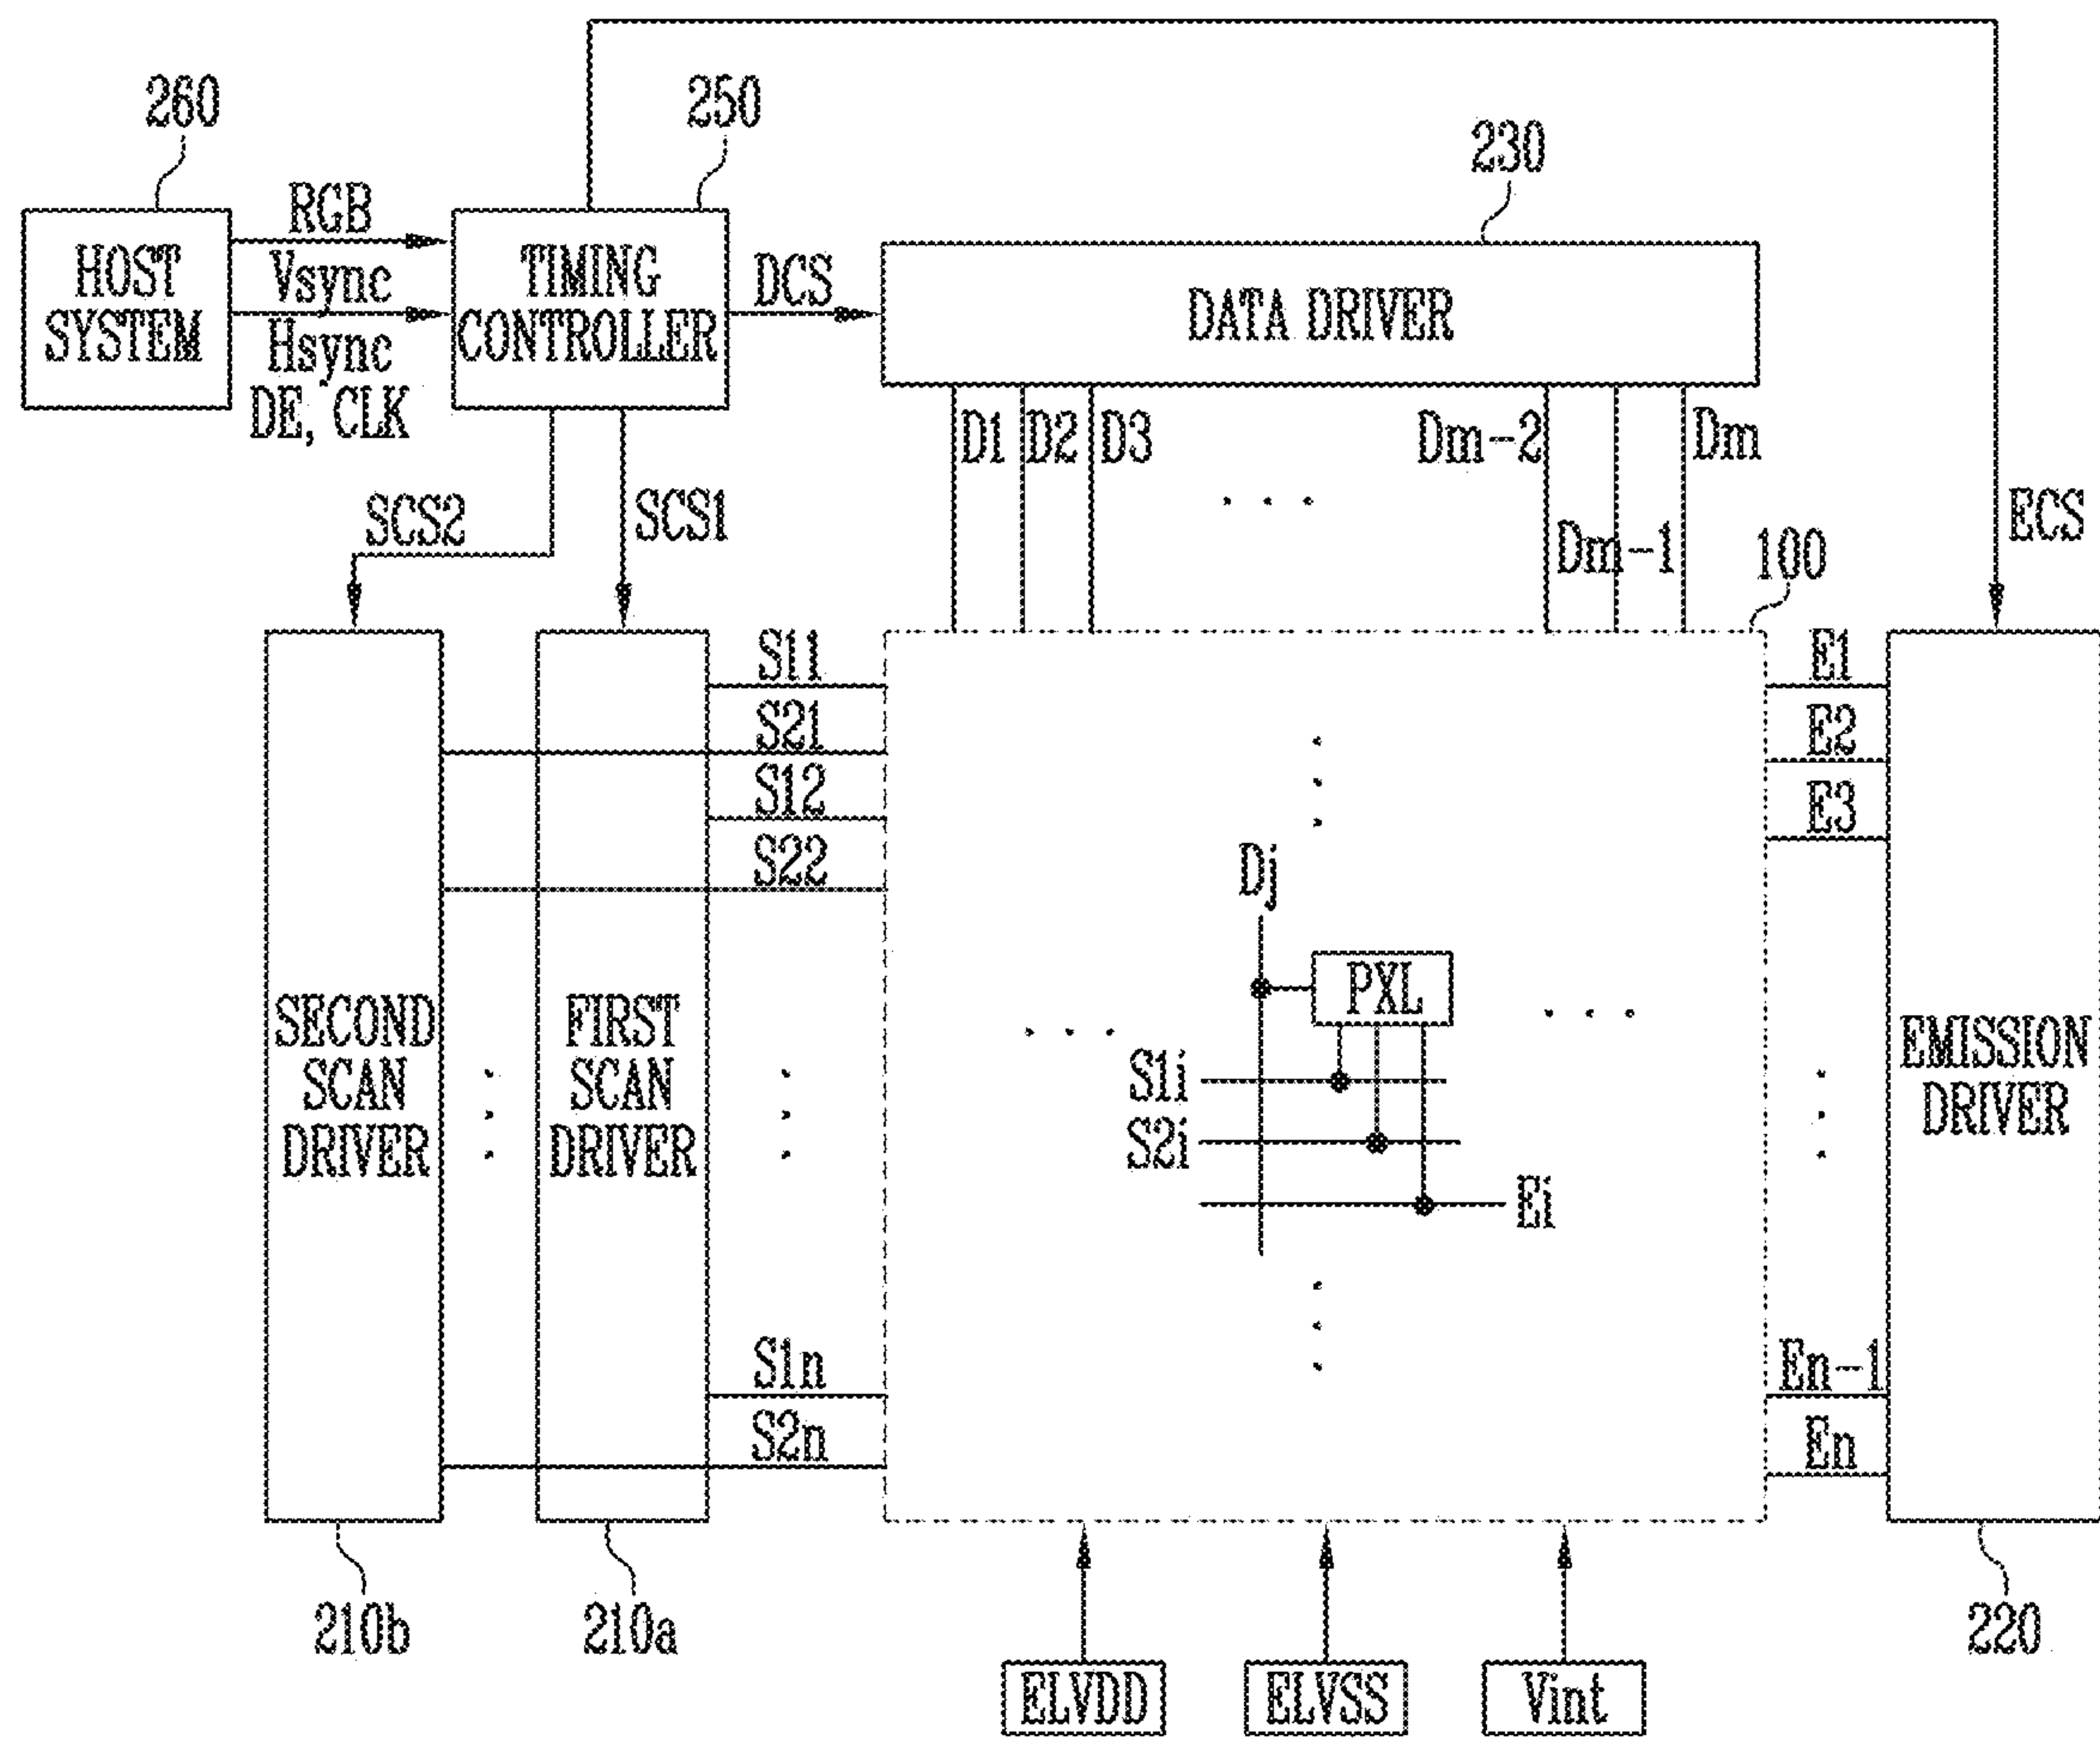 260
250
230
RGB
HOST
SYSTEM
Vsync
Hsync
DE, CLK
TIMING
CONTROLLER
DCS
DATA DRIVER
D1
D2
D3
. . .
Dm-2
Dm-1
Dm
SCS2
SCS1
100
ECS
S11
S21
S12
S22
E1
E2
E3
Dj
PXL
S1i
S2i
Ei
SECOND
SCAN
DRIVER
FIRST
SCAN
DRIVER
EMISSION
DRIVER
S1n
S2n
En-1
En
210b
210a
220
ELVDD
ELVSS
Vint